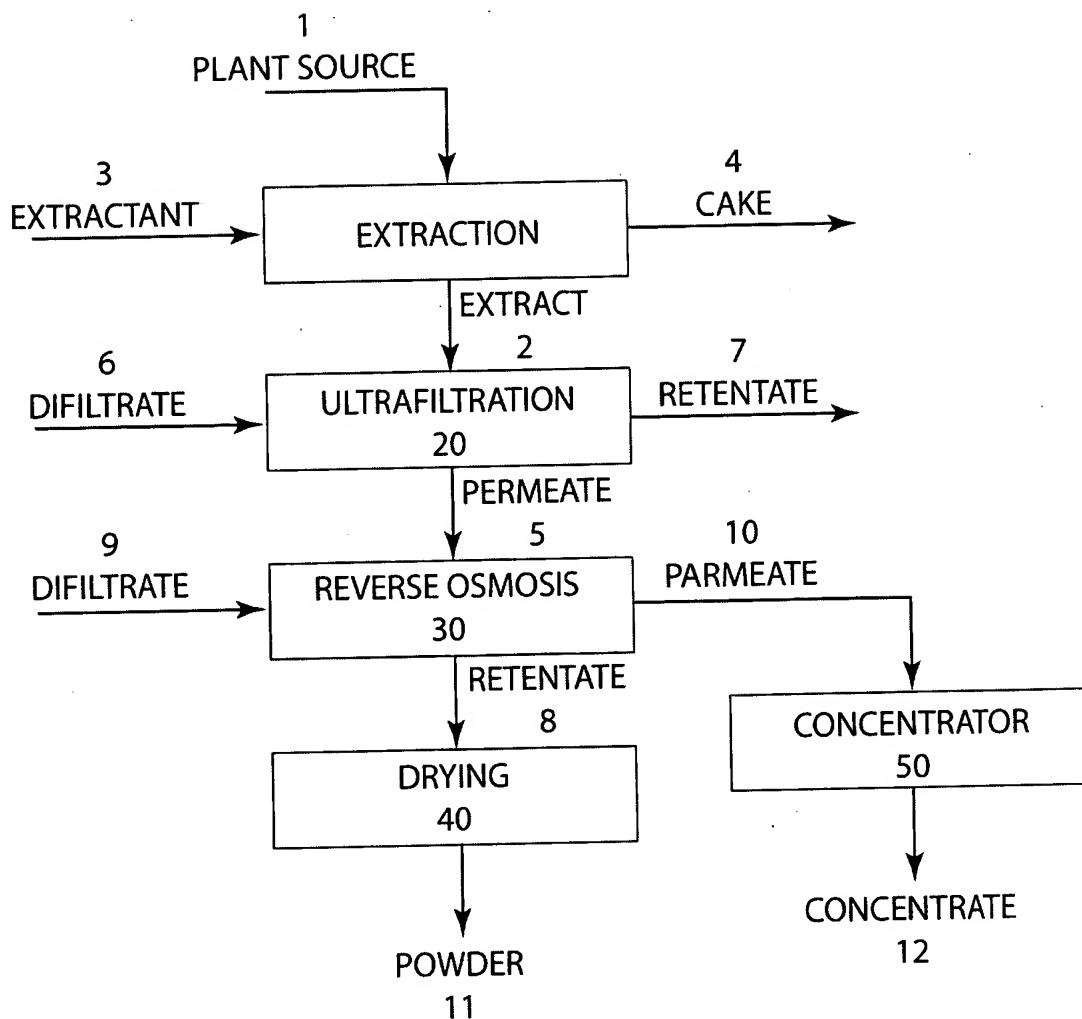 1
PLANT SOURCE
3
EXTRACTANT
EXTRACTION
4
CAKE
EXTRACT
2
6
DIFILTRATE
ULTRAFILTRATION
20
7
RETENTATE
PERMEATE
5
9
DIFILTRATE
REVERSE OSMOSIS
30
10
PARMEATE
RETENTATE
8
DRYING
40
CONCENTRATOR
50
POWDER
11
CONCENTRATE
12